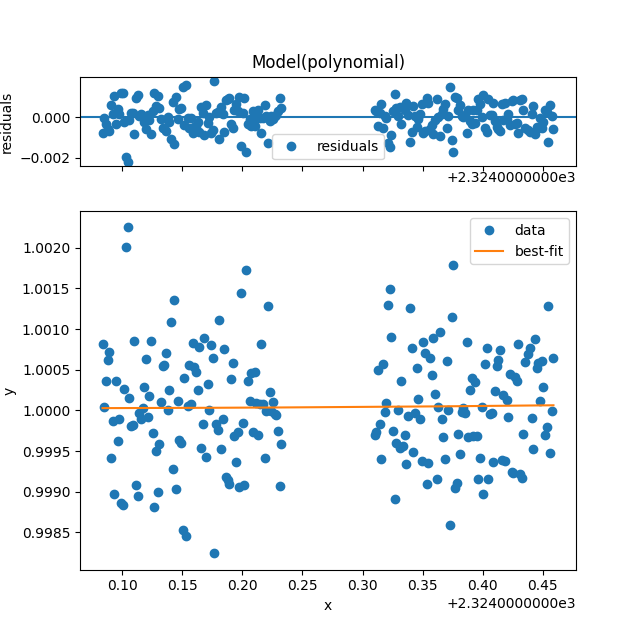 Model(polynomial)
residuals
0.000
−0.002
residuals
+2.3240000000e3
y
1.0020
1.0015
1.0010
1.0005
1.0000
0.9995
0.9990
0.9985
data
best-fit
0.10 0.15 0.20 0.25 0.30 0.35 0.40 0.45
x
+2.3240000000e3